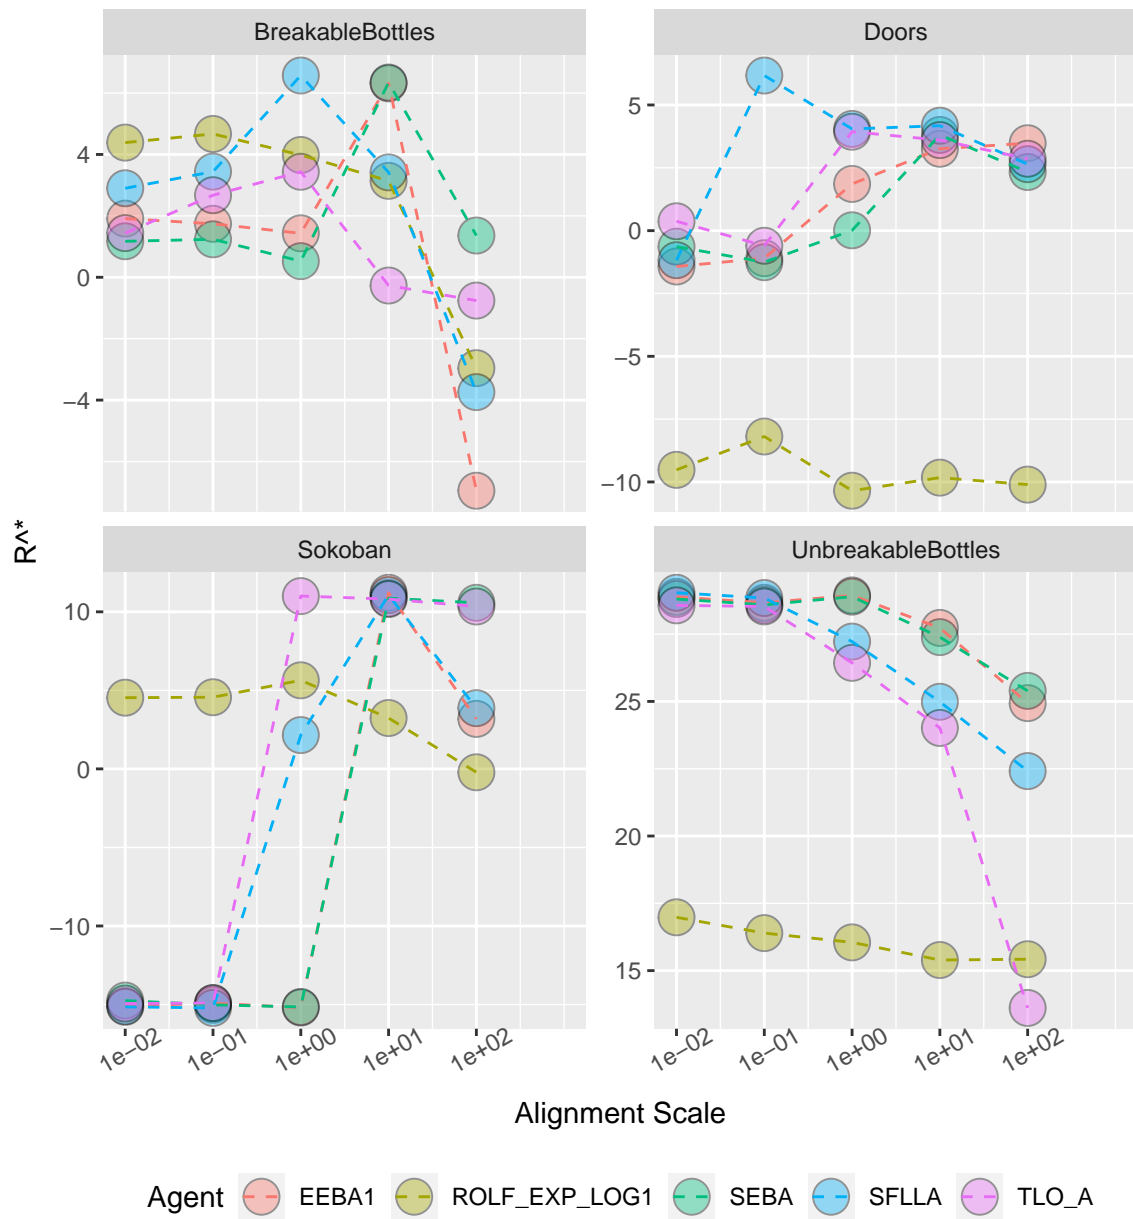 BreakableBottles
Doors
4
0
−4
5
0
−5
−10
R^*
Sokoban
UnbreakableBottles
10
0
−10
25
20
15
1e−02
1e−01
1e+00
1e+01
1e+02
1e−02
1e−01
1e+00
1e+01
1e+02
Alignment Scale
Agent EEBA1 ROLF_EXP_LOG1 SEBA SFLLA TLO_A